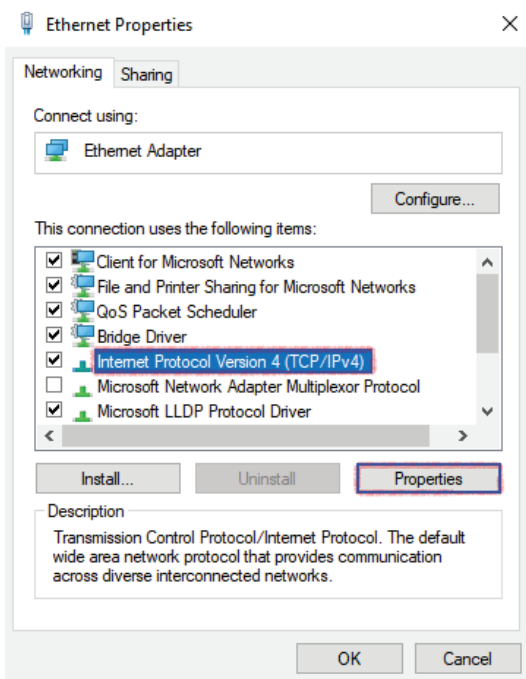 Ethernet Properties
Networking
Sharing
Connect using:
Ethernet Adapter
Configure...
This connection uses the following items:
Client for Microsoft Networks
File and Printer Sharing for Microsoft Networks
QoS Packet Scheduler
Bridge Driver
Internet Protocol Version 4 (TCP/IPv4)
Microsoft Network Adapter Multiplexor Protocol
Microsoft LLDP Protocol Driver
Install...
Uninstall
Properties
Description
Transmission Control Protocol/Internet Protocol. The default
wide area network protocol that provides communication
across diverse interconnected networks.
OK
Cancel